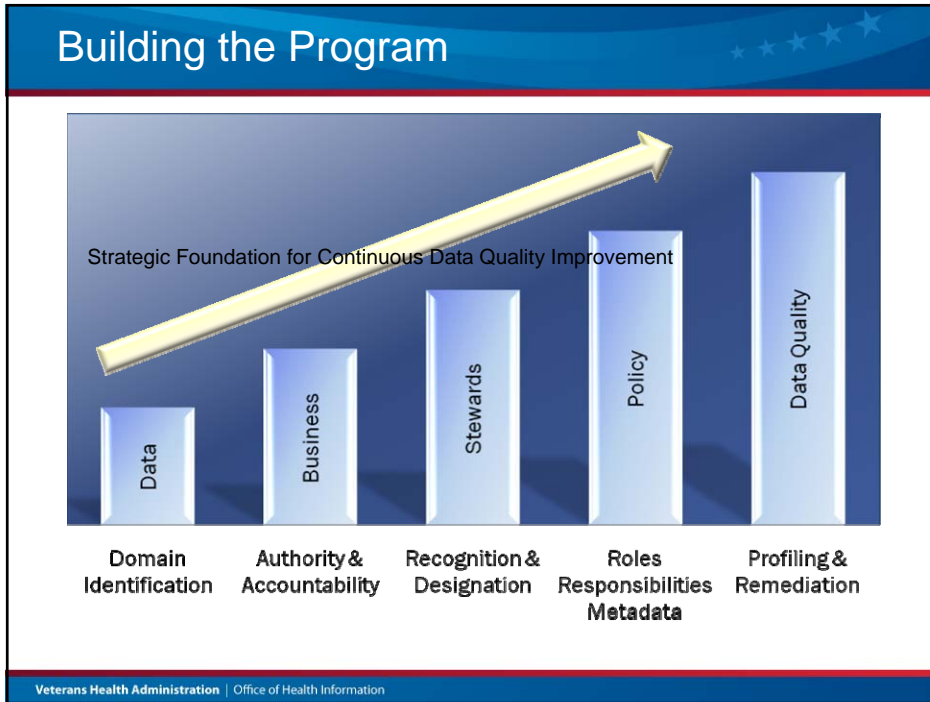 Building the Program
Strategic Foundation for Continuous Data Quality Improvement
Data
Business
Stewards
Policy
Data Quality
Domain
Identification
Authority &
Accountability
Recognition &
Designation
Roles
Responsibilities
Metadata
Profiling &
Remediation
Veterans Health Administration | Office of Health Information